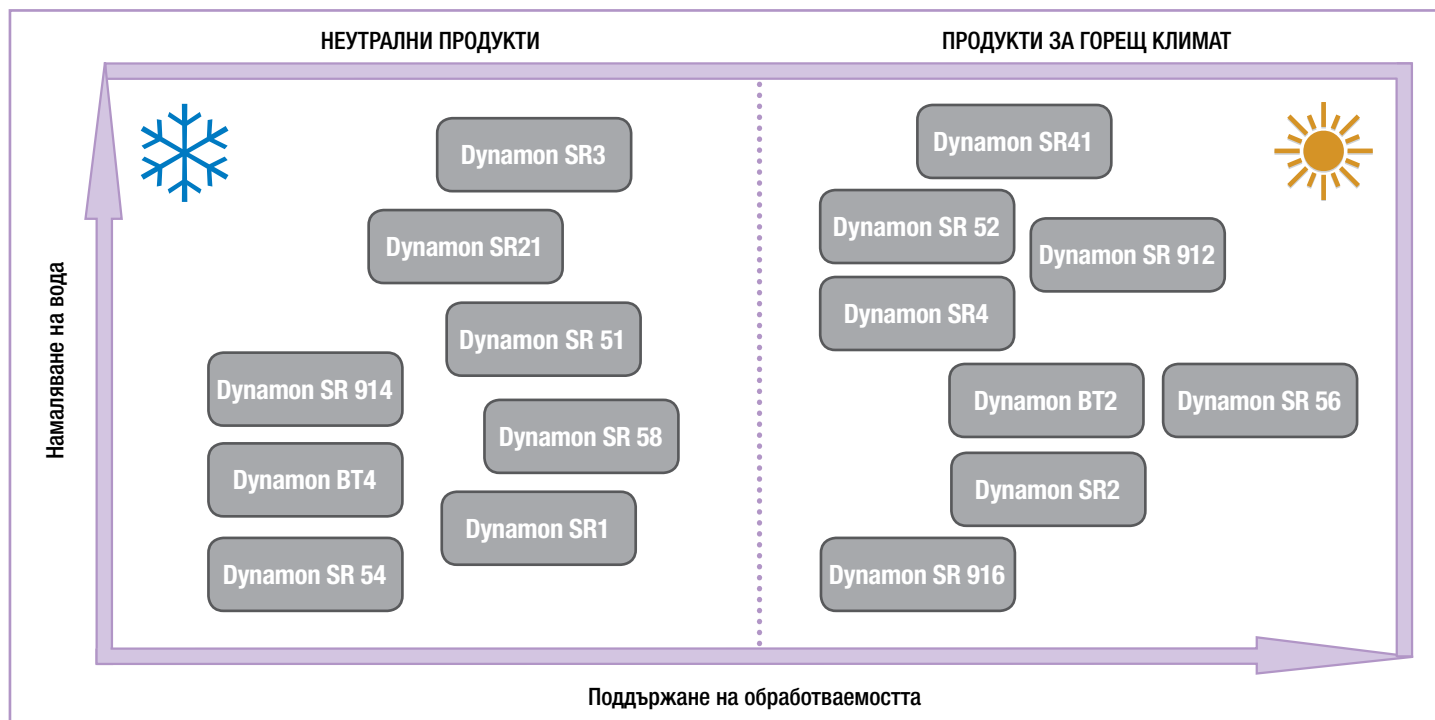 НЕУТРАЛНИ ПРОДУКТИ
ПРОДУКТИ ЗА ГОРЕЩ КЛИМАТ
Намаляване на вода
Dynamon SR3
Dynamon SR21
Dynamon SR 51
Dynamon SR 914
Dynamon SR 58
Dynamon BT4
Dynamon SR1
Dynamon SR 54
Dynamon SR41
Dynamon SR 52
Dynamon SR 912
Dynamon SR4
Dynamon BT2
Dynamon SR 56
Dynamon SR2
Dynamon SR 916
Поддържане на обработваемостта